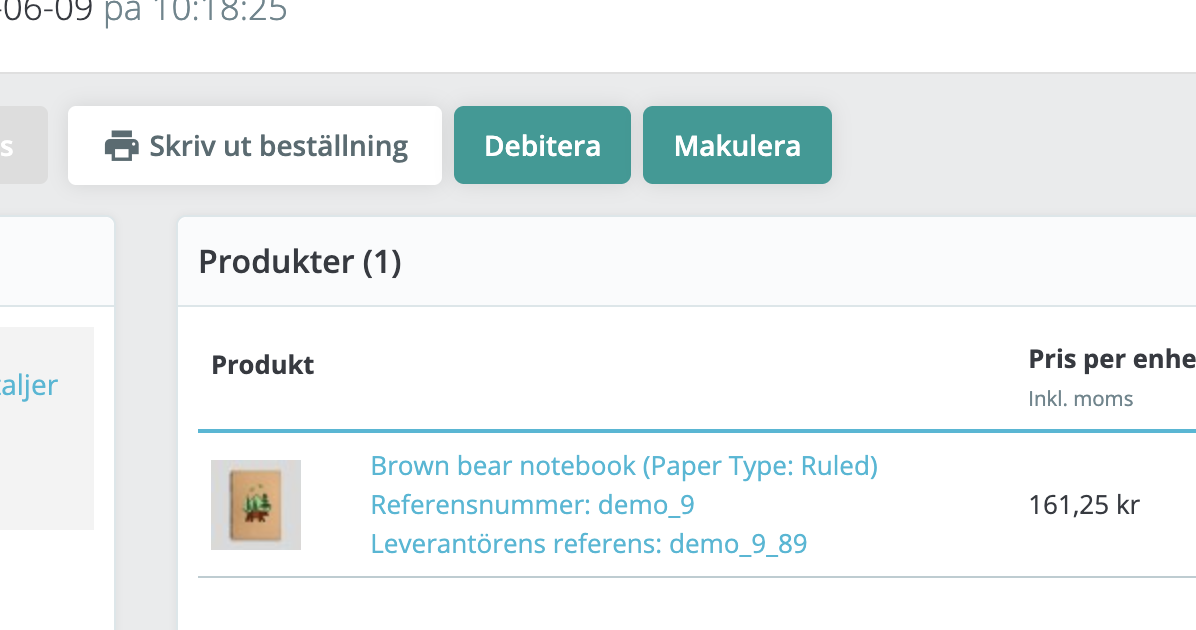 -06-09 på 10:18:25
s
Skriv ut beställning
Debitera
Makulera
Produkter (1)
aljer
Produkt
Pris per enhe
Inkl. moms
Brown bear notebook (Paper Type: Ruled)
Referensnummer: demo_9
161,25 kr
Leverantörens referens: demo_9_89